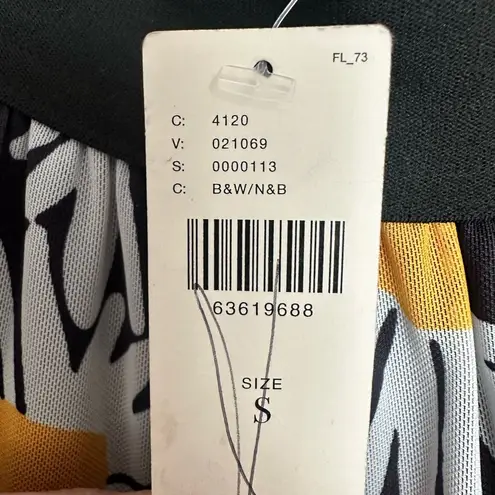 FL_73
C: 4120
V: 021069
S: 0000113
C: B&W/N&B
63619688
SIZE
S